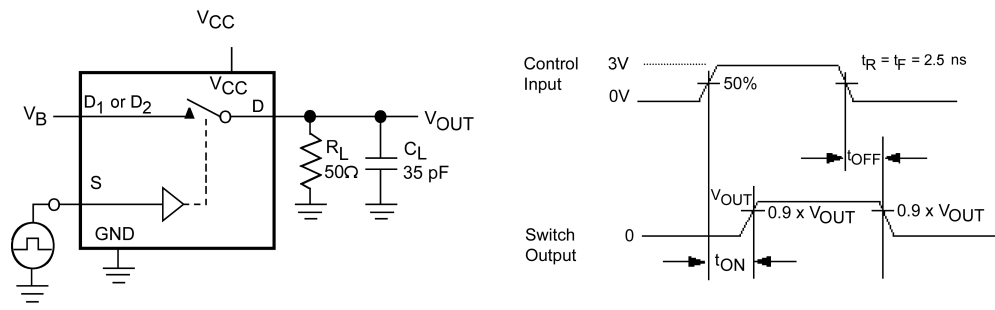 VCC
VCC
VB
D1 or D2
D
VOUT
RL
50Ω
CL
35 pF
S
GND
Control
Input
3V
0V
50%
tR = tF = 2.5 ns
tOFF
VOUT
0.9 x VOUT
0.9 x VOUT
Switch
Output
0
tON